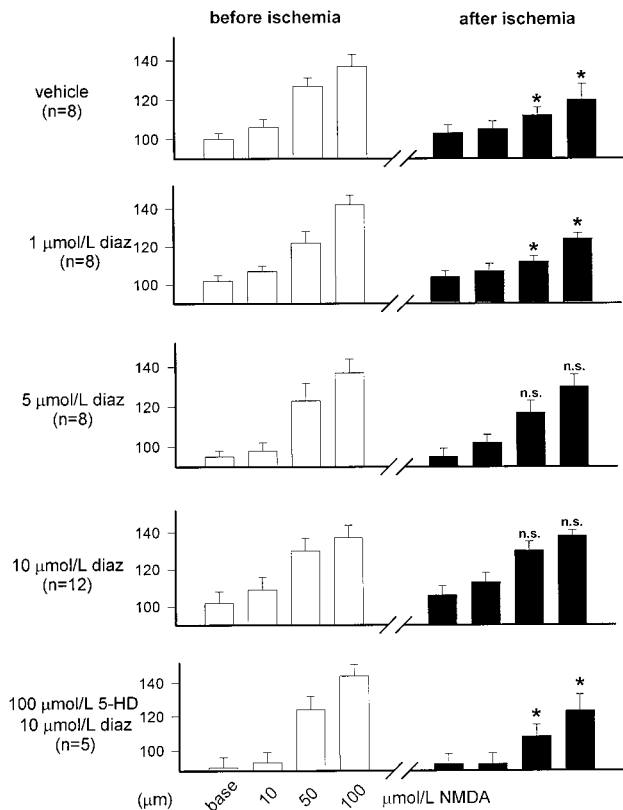 before ischemia after ischemia
140
120
100
vehicle
(n=8)
* *
140
120
100
1 μmol/L diaz
(n=8)
* *
140
120
100
5 μmol/L diaz
(n=8)
n.s. n.s.
140
120
100
10 μmol/L diaz
(n=12)
n.s. n.s.
140
120
100
100 μmol/L 5-HD
10 μmol/L diaz
(n=5)
* *
(μm) base 10 50 100 μmol/L NMDA